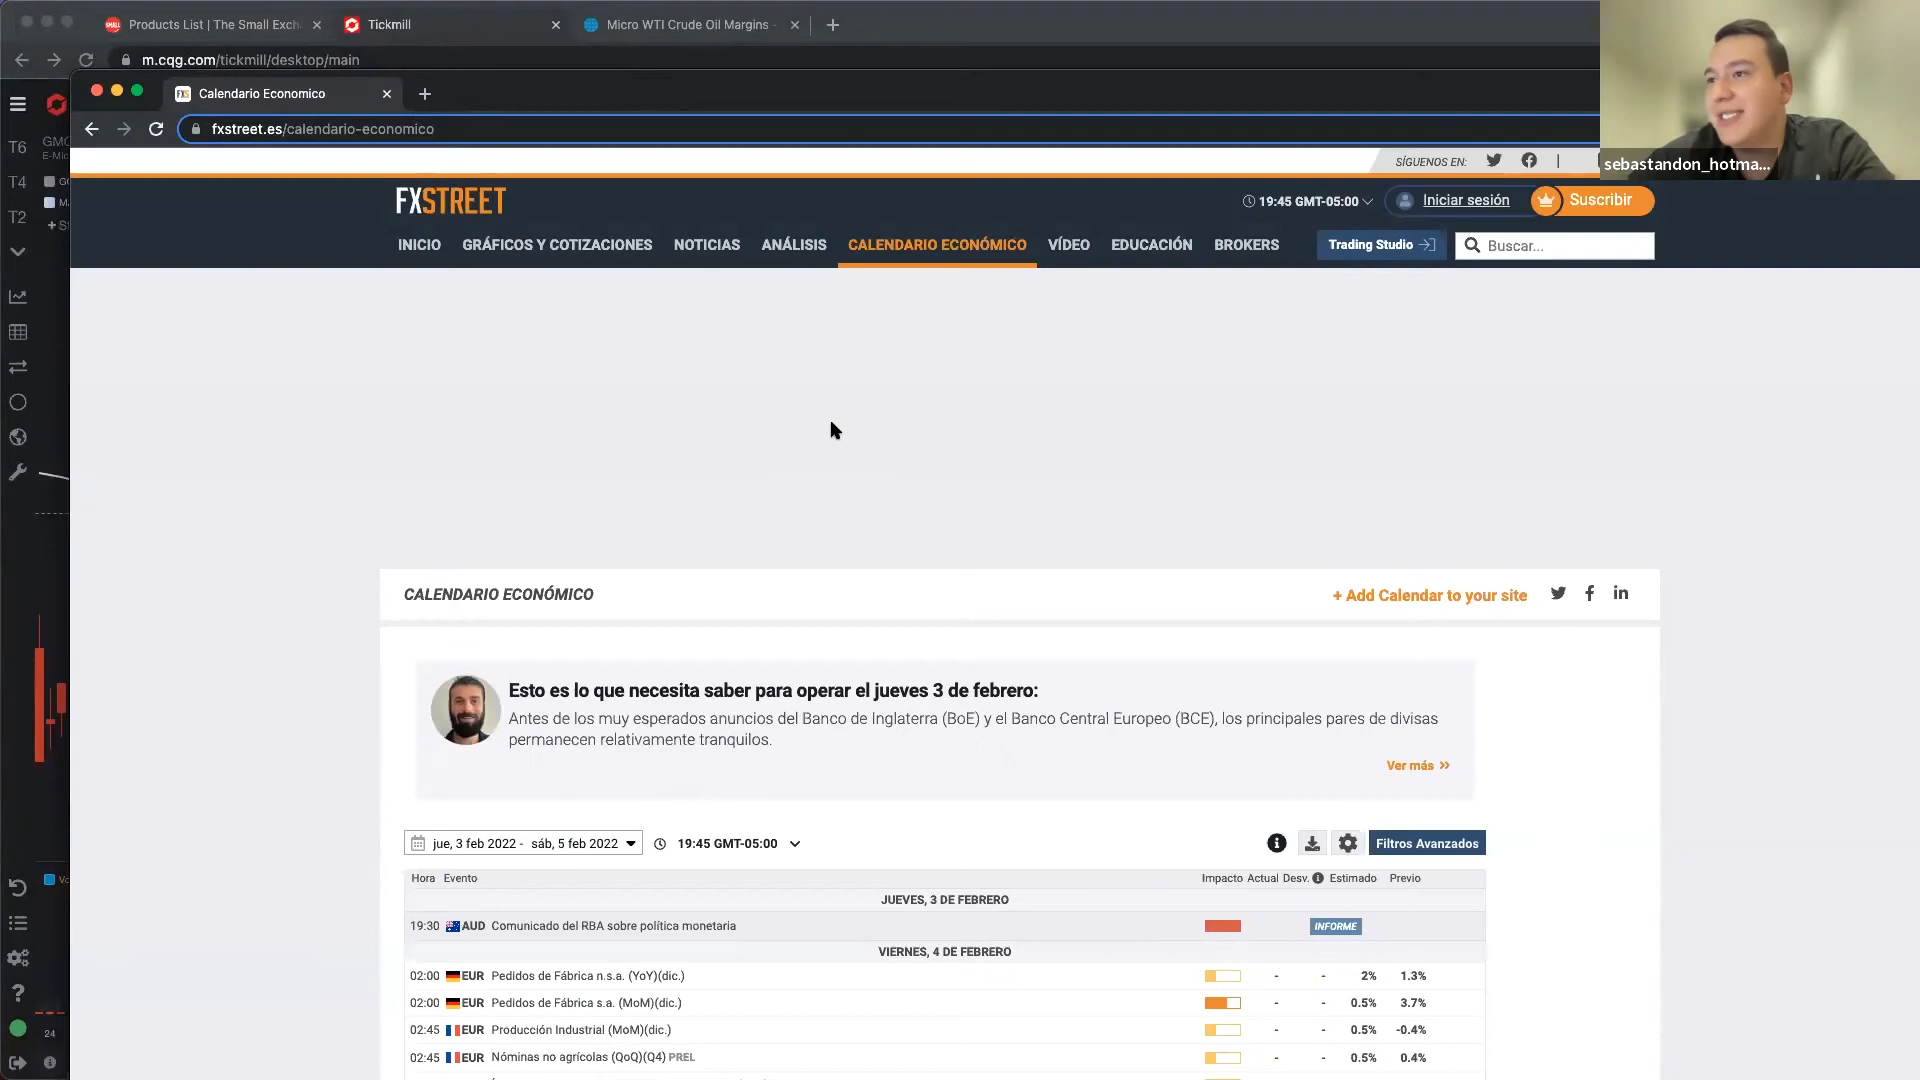 Products List | The Small Exch
Tickmill
Micro WTI Crude Oil Margins -
m.cqg.com/tickmill/desktop/main
Calendario Economico
fxstreet.es/calendario-economico
SÍGUENOS EN:
sebastandon_hotma...
FXSTREET
19:45 GMT-05:00
Iniciar sesión
Suscribir
INICIO
GRÁFICOS Y COTIZACIONES
NOTICIAS
ANÁLISIS
CALENDARIO ECONÓMICO
VÍDEO
EDUCACIÓN
BROKERS
Trading Studio
Buscar...
T6
GMC
E-Mic
T4
T2
CALENDARIO ECONÓMICO
+ Add Calendar to your site
Esto es lo que necesita saber para operar el jueves 3 de febrero:
Antes de los muy esperados anuncios del Banco de Inglaterra (BoE) y el Banco Central Europeo (BCE), los principales pares de divisas
permanecen relativamente tranquilos.
Ver más »
jue, 3 feb 2022 - sáb, 5 feb 2022
19:45 GMT-05:00
Filtros Avanzados
Hora Evento Impacto Actual Desv. Estimado Previo
JUEVES, 3 DE FEBRERO
19:30 AUD Comunicado del RBA sobre política monetaria INFORME
VIERNES, 4 DE FEBRERO
02:00 EUR Pedidos de Fábrica n.s.a. (YoY)(dic.) - - 2% 1.3%
02:00 EUR Pedidos de Fábrica s.a. (MoM)(dic.) - - 0.5% 3.7%
02:45 EUR Producción Industrial (MoM)(dic.) - - 0.5% -0.4%
02:45 EUR Nóminas no agrícolas (QoQ)(Q4) PREL - - 0.5% 0.4%
24